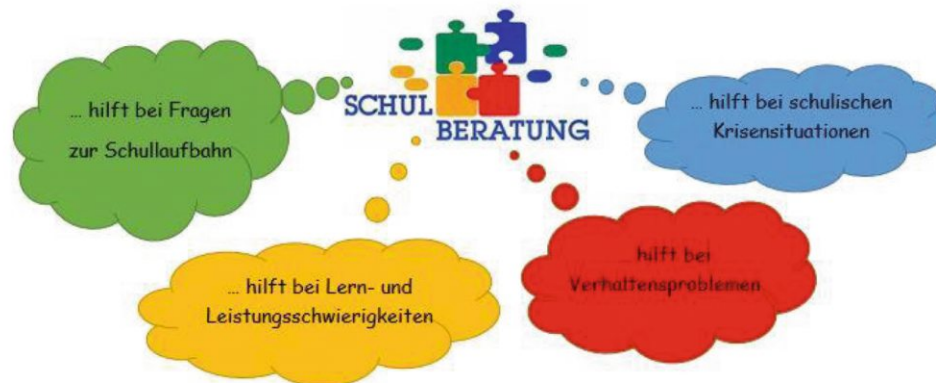 SCHUL
BERATUNG
... hilft bei Fragen
zur Schullaufbahn
... hilft bei schulischen
Krisensituationen
... hilft bei Lern- und
Leistungsschwierigkeiten
hilft bei
Verhaltensproblemen